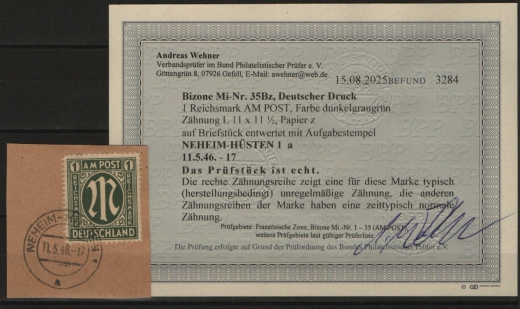 Andreas Wehner
Verbandsprüfer im Bund Philatelistischer Prüfer e. V.
Göttengrün 8, 07926 Gefell, E-Mail: awehner@web.de
15.08.2025 BEFUND 3284
Bizone Mi-Nr. 35Bz, Deutscher Druck
1 Reichsmark AM POST, Farbe dunkelgraugrün
Zähnung L 11 x 11 ½, Papier z
auf Briefstück entwertet mit Aufgabestempel
NEHEIM-HÜSTEN 1 a
11.5.46. - 17
Das Prüfstück ist echt.
Die rechte Zähnungsreihe zeigt eine für diese Marke typisch
(herstellungsbedingt) unregelmäßige Zähnung, die anderen
Zähnungsreihen der Marke haben eine zeittypisch normale
Zähnung.
Prüfgebiete: Französische Zone, Bizone Mi-Nr. 1 - 35 (AM POST)
weitere Prüfgebiete laut gültiger Prüferliste
Die Prüfung erfolgte auf Grund der Prüfordnung des Bundes Philatelistischer Prüfer e.V.
1 AM POST 1
M
DEUTSCHLAND
NEHEIM-
11.5.46.-17
a